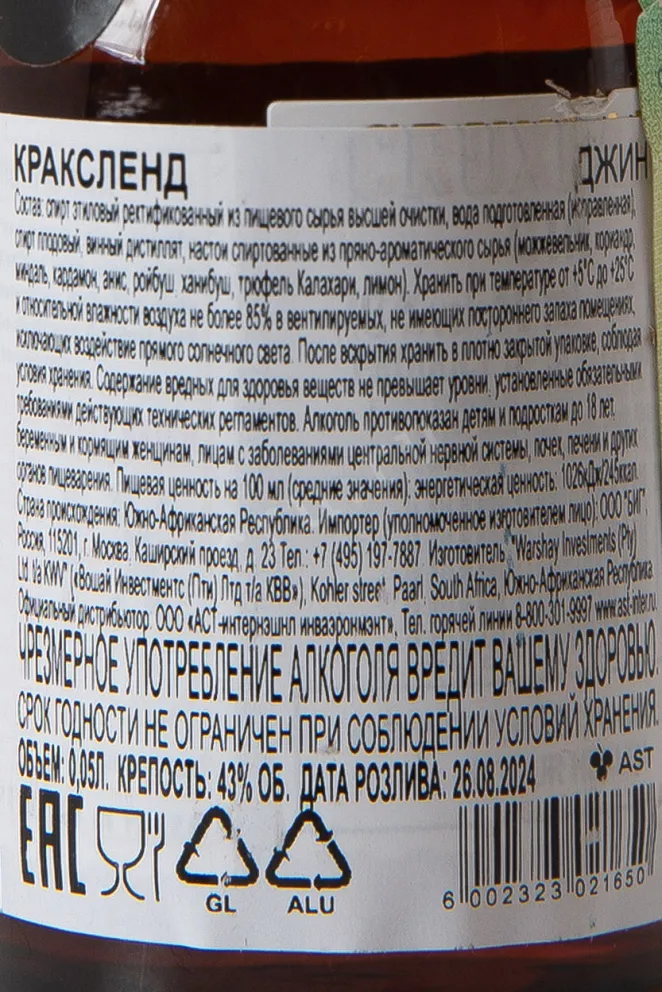 КРАКСЛЕНД ДЖИН
Состав: спирт этиловый ректификованный из пищевого сырья высшей очистки, вода подготовленная (исправленная),
спирт плодовый, винный дистиллят, настои спиртованные из пряно-ароматического сырья (можжевельник, кориандр,
миндаль, кардамон, анис, ройбуш, ханибуш, трюфель Калахари, лимон). Хранить при температуре от +5°С до +25°С
и относительной влажности воздуха не более 85% в вентилируемых, не имеющих постороннего запаха помещениях,
исключающих воздействие прямого солнечного света. После вскрытия хранить в плотно закрытой упаковке, соблюдая
условия хранения. Содержание вредных для здоровья веществ не превышает уровни, установленные обязательными
требованиями действующих технических регламентов. Алкоголь противопоказан детям и подросткам до 18 лет,
беременным и кормящим женщинам, лицам с заболеваниями центральной нервной системы, почек, печени и других
органов пищеварения. Пищевая ценность на 100 мл (средние значения): энергетическая ценность: 1026кДж/245ккал.
Страна происхождения: Южно-Африканская Республика. Импортер (уполномоченное изготовителем лицо): ООО "БИГ",
Россия, 115201, г. Москва, Каширский проезд, д. 23 Тел.: +7 (495) 197-7887 Изготовитель "Warshay Investments (Pty)
Ltd t/a KWV" («Вошай Инвестментс (Пти) Лтд т/а КВВ»), Kohler street, Paarl, South Africa, Южно-Африканская Республика
Официальный дистрибьютор: ООО «АСТ-интернэшнл инваэронмэнт», Тел. горячей линии 8-800-301-9997 www.ast-inter.ru
ЧРЕЗМЕРНОЕ УПОТРЕБЛЕНИЕ АЛКОГОЛЯ ВРЕДИТ ВАШЕМУ ЗДОРОВЬЮ.
СРОК ГОДНОСТИ НЕ ОГРАНИЧЕН ПРИ СОБЛЮДЕНИИ УСЛОВИЙ ХРАНЕНИЯ.
ОБЪЕМ: 0,05Л. КРЕПОСТЬ: 43% ОБ. ДАТА РОЗЛИВА: 26.08.2024
AST
EAC
GL ALU
6 002323 021650